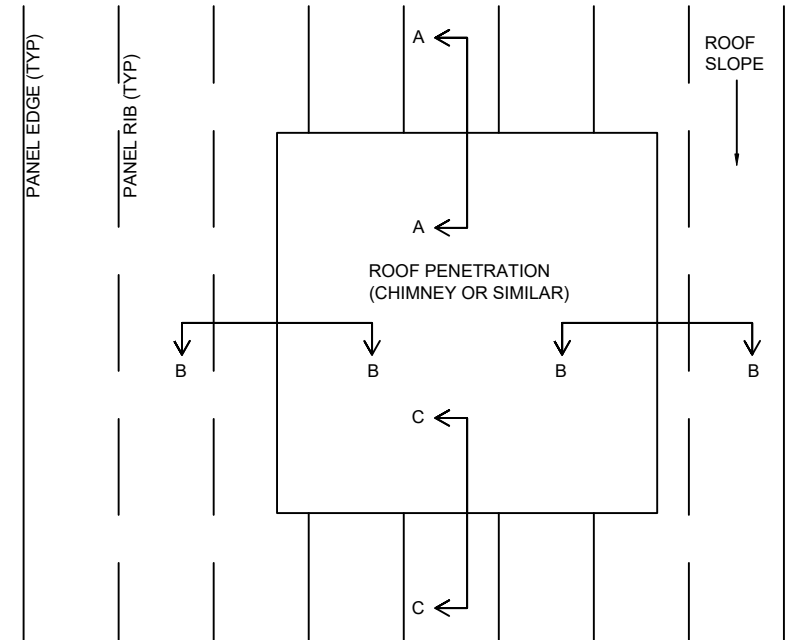 PANEL EDGE (TYP)
PANEL RIB (TYP)
A
ROOF
SLOPE
A
ROOF PENETRATION
(CHIMNEY OR SIMILAR)
B
B
B
B
C
C